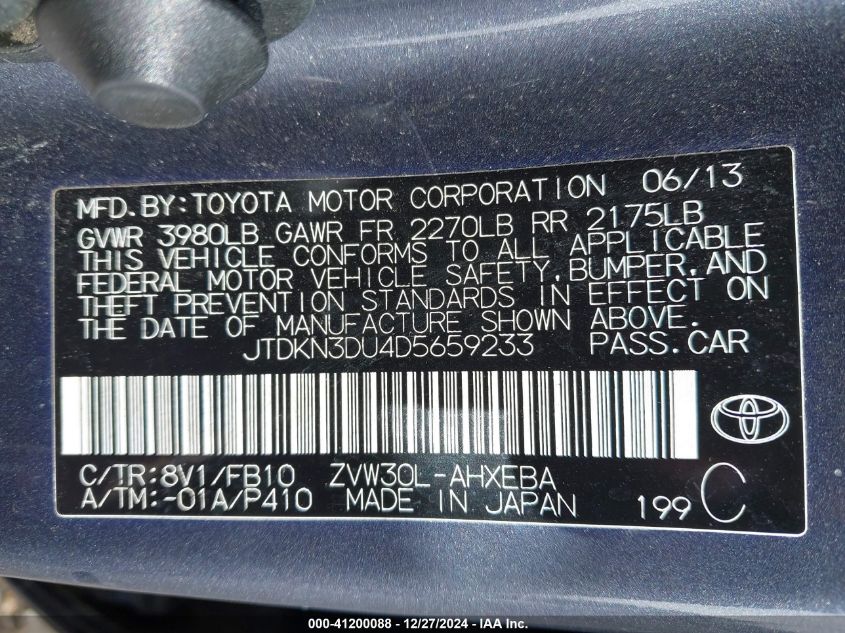 MFD.BY:TOYOTA MOTOR CORPORATION 06/13
GVWR 3980LB GAWR FR 2270LB RR 2175LB
THIS VEHICLE CONFORMS TO ALL APPLICABLE
FEDERAL MOTOR VEHICLE SAFETY,BUMPER,AND
THEFT PREVENTION STANDARDS IN EFFECT ON
THE DATE OF MANUFACTURE SHOWN ABOVE.
JTDKN3DU4D5659233 PASS.CAR
C/TR:8V1/FB10 ZVW30L-AHXEBA
A/TM:-01A/P410 MADE IN JAPAN 199 C
000-41200088 - 12/27/2024 - IAA Inc.